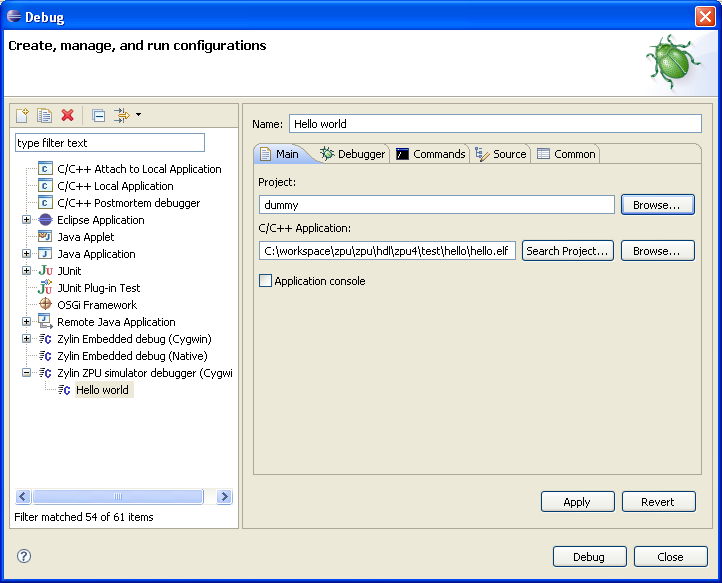 Debug
Create, manage, and run configurations
type filter text
C/C++ Attach to Local Application
C/C++ Local Application
C/C++ Postmortem debugger
Eclipse Application
Java Applet
Java Application
JUnit
JUnit Plug-in Test
OSGi Framework
Remote Java Application
Zylin Embedded debug (Cygwin)
Zylin Embedded debug (Native)
Zylin ZPU simulator debugger (Cygwi
Hello world
Filter matched 54 of 61 items
Name: Hello world
Main Debugger Commands Source Common
Project:
dummy Browse...
C/C++ Application:
C:\workspace\zpu\zpu\hdl\zpu4\test\hello\hello.elf Search Project... Browse...
Application console
Apply Revert
Debug Close